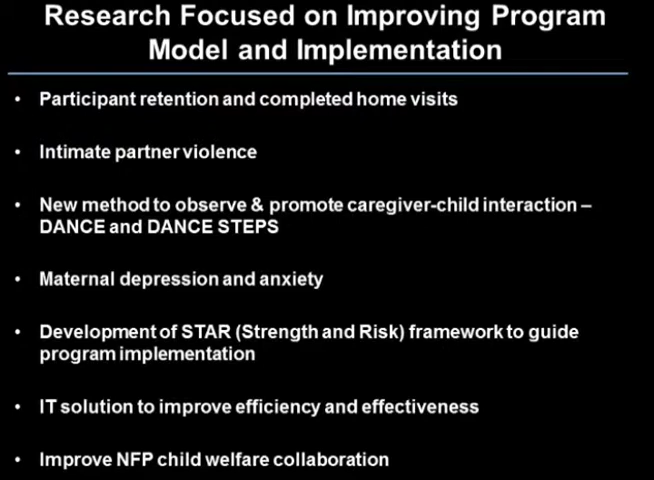 Research Focused on Improving Program
Model and Implementation
• Participant retention and completed home visits
• Intimate partner violence
• New method to observe & promote caregiver-child interaction –
DANCE and DANCE STEPS
• Maternal depression and anxiety
• Development of STAR (Strength and Risk) framework to guide
program implementation
• IT solution to improve efficiency and effectiveness
• Improve NFP child welfare collaboration